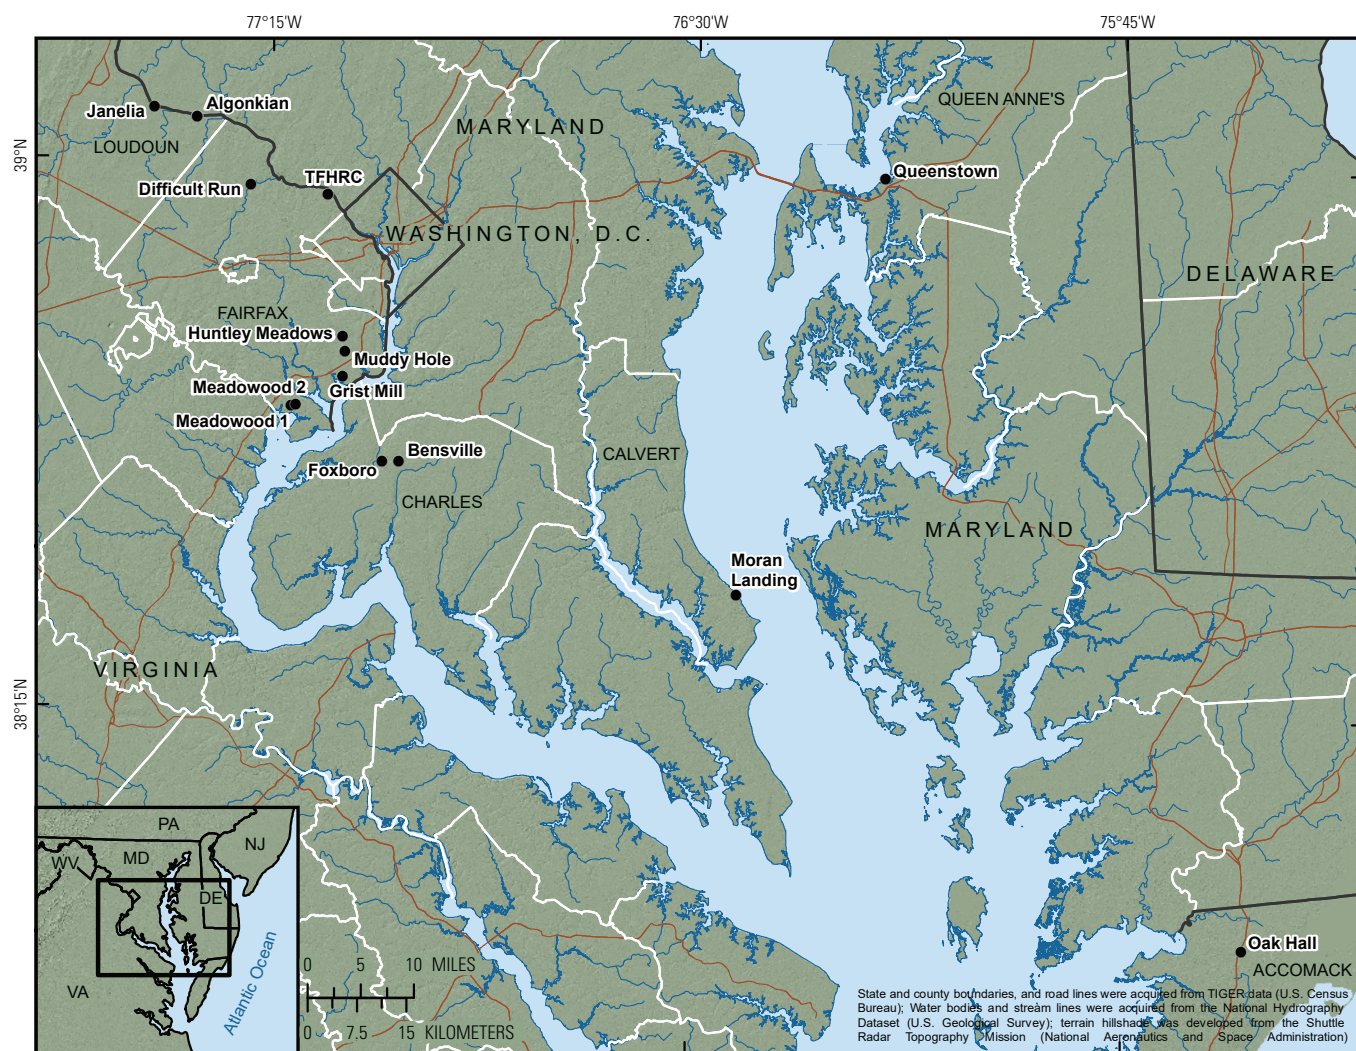 77°15'W
76°30'W
75°45'W
39°N
38°15'N
Janelia
Algonkian
LOUDOUN
Difficult Run
TFHRC
MARYLAND
QUEEN ANNE'S
Queenstown
WASHINGTON, D.C.
DELAWARE
FAIRFAX
Huntley Meadows
Muddy Hole
Meadowood 2
Grist Mill
Meadowood 1
Foxboro
Bensville
CALVERT
CHARLES
MARYLAND
Moran
Landing
VIRGINIA
PA
NJ
WV
MD
DE
VA
Atlantic Ocean
0 5 10 MILES
0 7.5 15 KILOMETERS
Oak Hall
ACCOMACK
State and county boundaries, and road lines were acquired from TIGER data (U.S. Census
Bureau); Water bodies and stream lines were acquired from the National Hydrography
Dataset (U.S. Geological Survey); terrain hillshade was developed from the Shuttle
Radar Topography Mission (National Aeronautics and Space Administration)